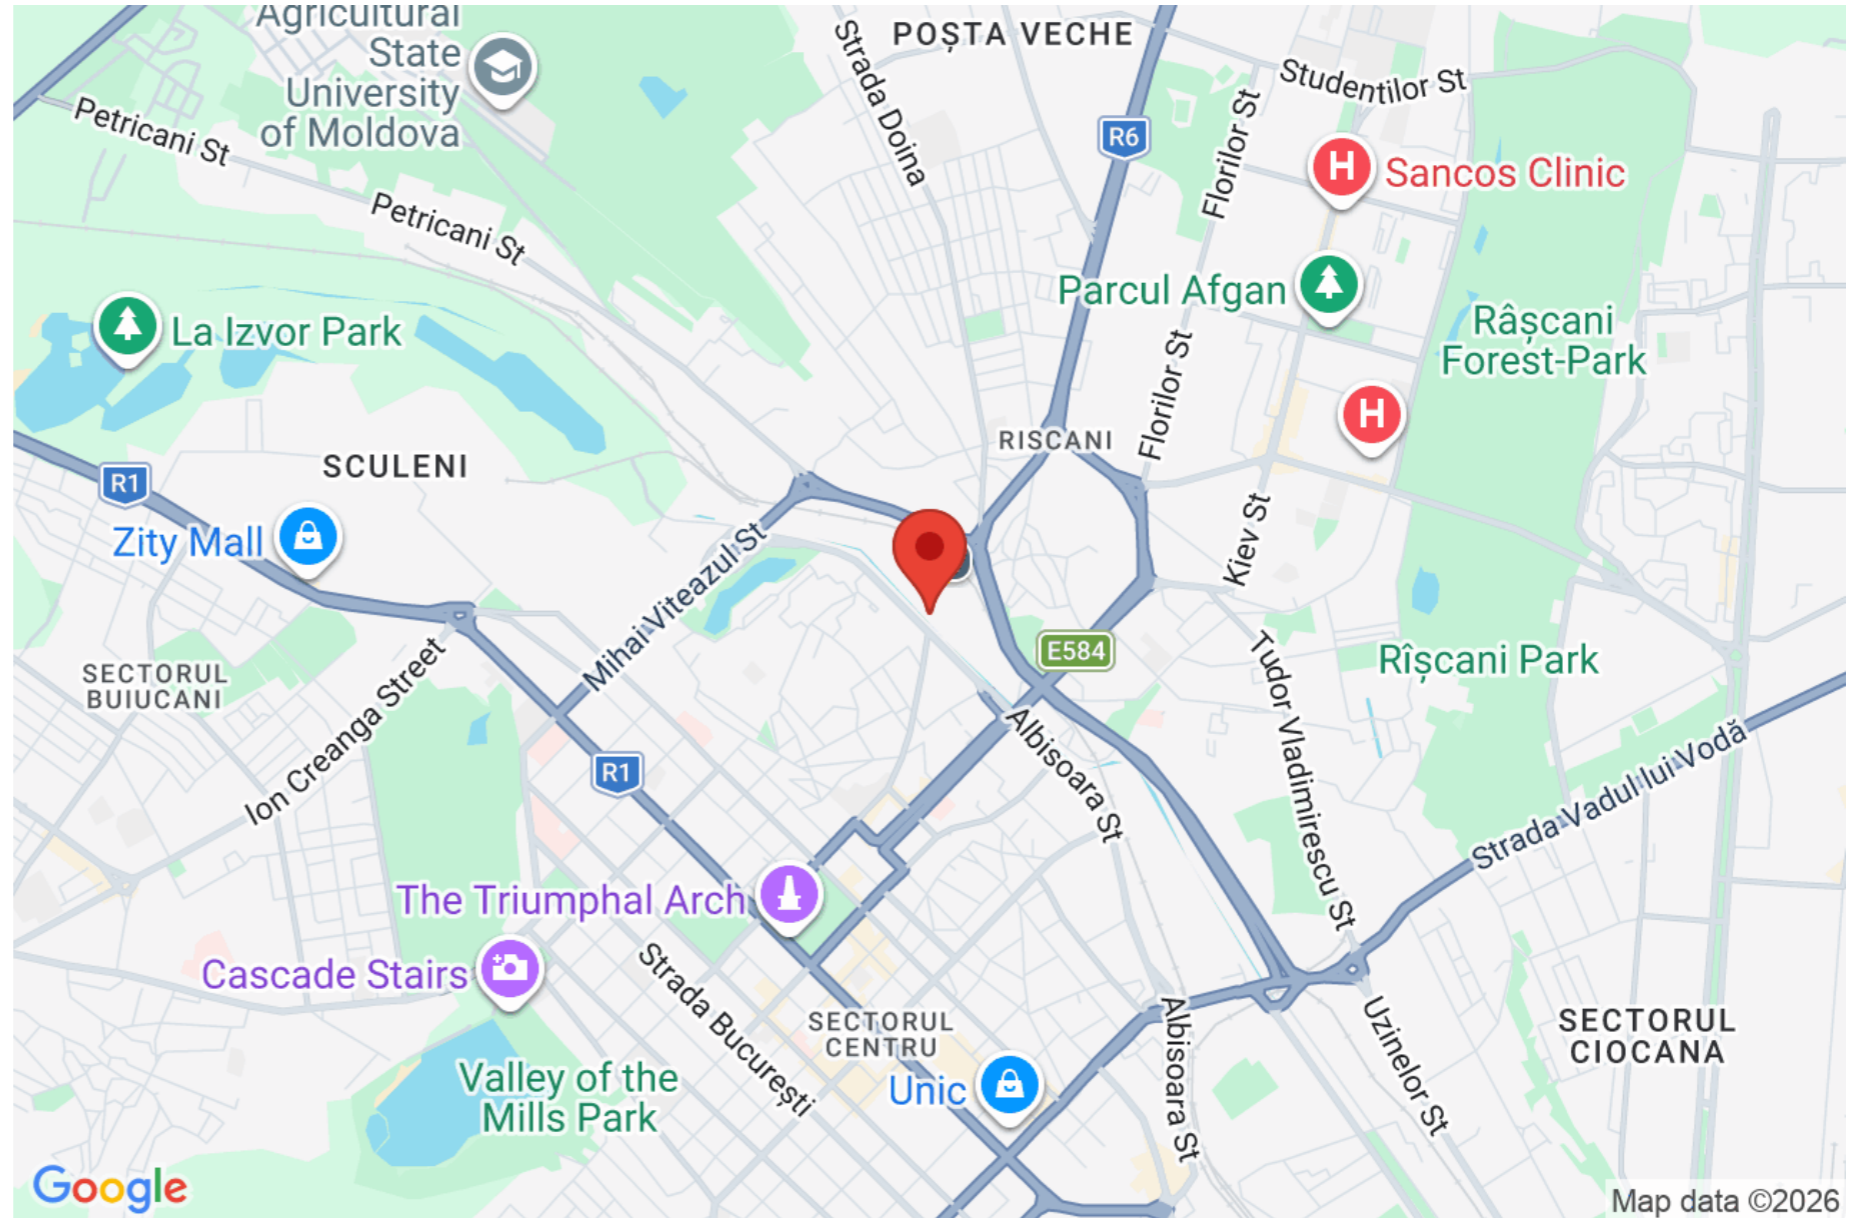 Agricultural
State
University
of Moldova
POȘTA VECHE
Strada Doina
Studentilor St
Florilor St
R6
Petricani St
Petricani St
H
Sancos Clinic
Parcul Afgan
La Izvor Park
Râșcani
Forest-Park
Florilor St
H
RISCANI
SCULENI
R1
Zity Mall
Mihai Viteazul St
Kiev St
E584
SECTORUL
BUIUCANI
Ion Creanga Street
Rîșcani Park
Tudor Vladimirescu St
Albisoara St
Strada Vadul lui Vodă
R1
The Triumphal Arch
Cascade Stairs
Strada București
SECTORUL
CENTRU
Albisoara St
Uzinelor St
SECTORUL
CIOCANA
Valley of the
Mills Park
Unic
Google
Map data ©2026